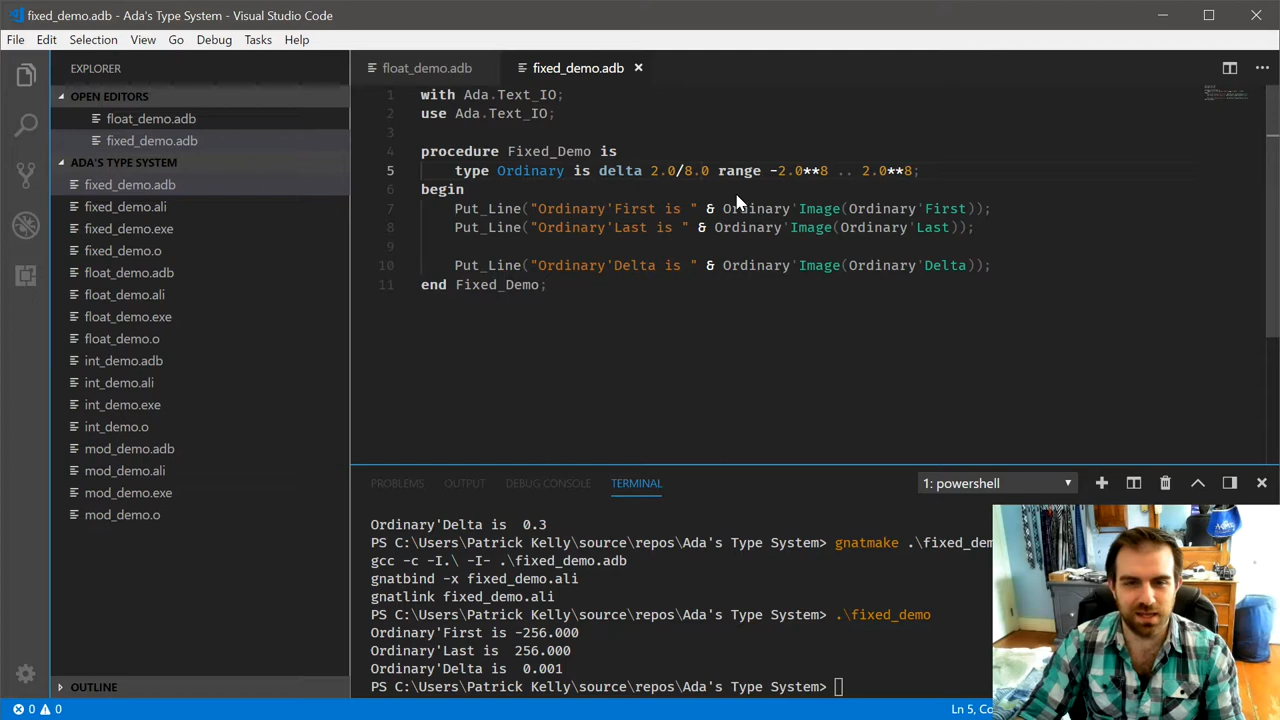 fixed_demo.adb - Ada's Type System - Visual Studio Code
File Edit Selection View Go Debug Tasks Help
EXPLORER
OPEN EDITORS
float_demo.adb
fixed_demo.adb
ADA'S TYPE SYSTEM
fixed_demo.adb
fixed_demo.ali
fixed_demo.exe
fixed_demo.o
float_demo.adb
float_demo.ali
float_demo.exe
float_demo.o
int_demo.adb
int_demo.ali
int_demo.exe
int_demo.o
mod_demo.adb
mod_demo.ali
mod_demo.exe
mod_demo.o
OUTLINE
float_demo.adb fixed_demo.adb
1 with Ada.Text_IO;
2 use Ada.Text_IO;
3
4 procedure Fixed_Demo is
5 type Ordinary is delta 2.0/8.0 range -2.0**8 .. 2.0**8;
6 begin
7 Put_Line("Ordinary'First is " & Ordinary'Image(Ordinary'First));
8 Put_Line("Ordinary'Last is " & Ordinary'Image(Ordinary'Last));
9
10 Put_Line("Ordinary'Delta is " & Ordinary'Image(Ordinary'Delta));
11 end Fixed_Demo;
PROBLEMS OUTPUT DEBUG CONSOLE TERMINAL 1: powershell
Ordinary'Delta is 0.3
PS C:\Users\Patrick Kelly\source\repos\Ada's Type System> gnatmake .\fixed_dem
gcc -c -I.\ -I- .\fixed_demo.adb
gnatbind -x fixed_demo.ali
gnatlink fixed_demo.ali
PS C:\Users\Patrick Kelly\source\repos\Ada's Type System> .\fixed_demo
Ordinary'First is -256.000
Ordinary'Last is 256.000
Ordinary'Delta is 0.001
PS C:\Users\Patrick Kelly\source\repos\Ada's Type System>
0 0 Ln 5, Co